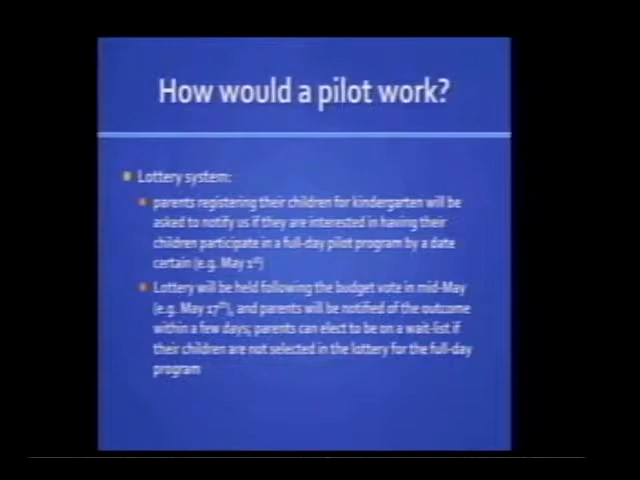 How would a pilot work?
Lottery system:
parents registering their children for kindergarten will be
asked to notify us if they are interested in having their
children participate in a full-day pilot program by a date
certain (e.g. May 1st)
Lottery will be held following the budget vote in mid-May
(e.g. May 17th), and parents will be notified of the outcome
within a few days; parents can elect to be on a wait-list if
their children are not selected in the lottery for the full-day
program